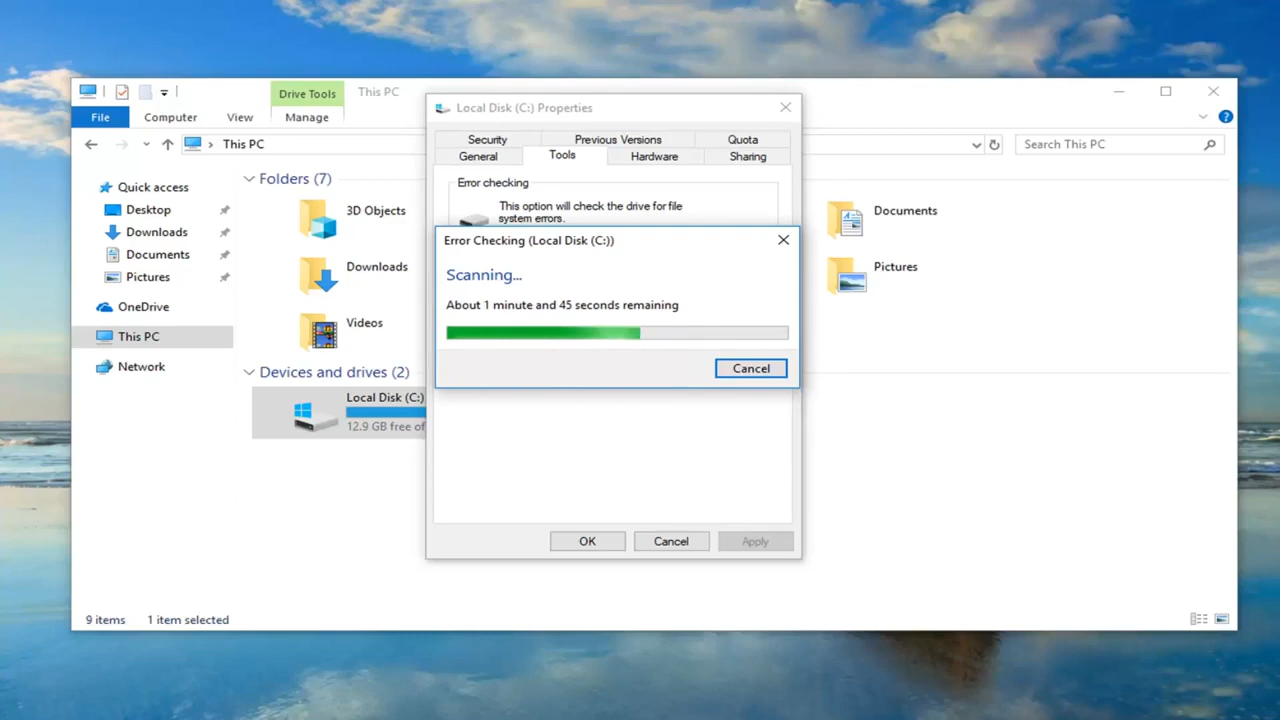 Drive Tools
This PC
File
Computer
View
Manage
This PC
Search This PC
Quick access
Desktop
Downloads
Documents
Pictures
OneDrive
This PC
Network
Folders (7)
3D Objects
Downloads
Videos
Documents
Pictures
Devices and drives (2)
Local Disk (C:)
12.9 GB free of
9 items
1 item selected
Local Disk (C:) Properties
Security
Previous Versions
Quota
General
Tools
Hardware
Sharing
Error checking
This option will check the drive for file
system errors.
Error Checking (Local Disk (C:))
Scanning...
About 1 minute and 45 seconds remaining
Cancel
OK
Cancel
Apply